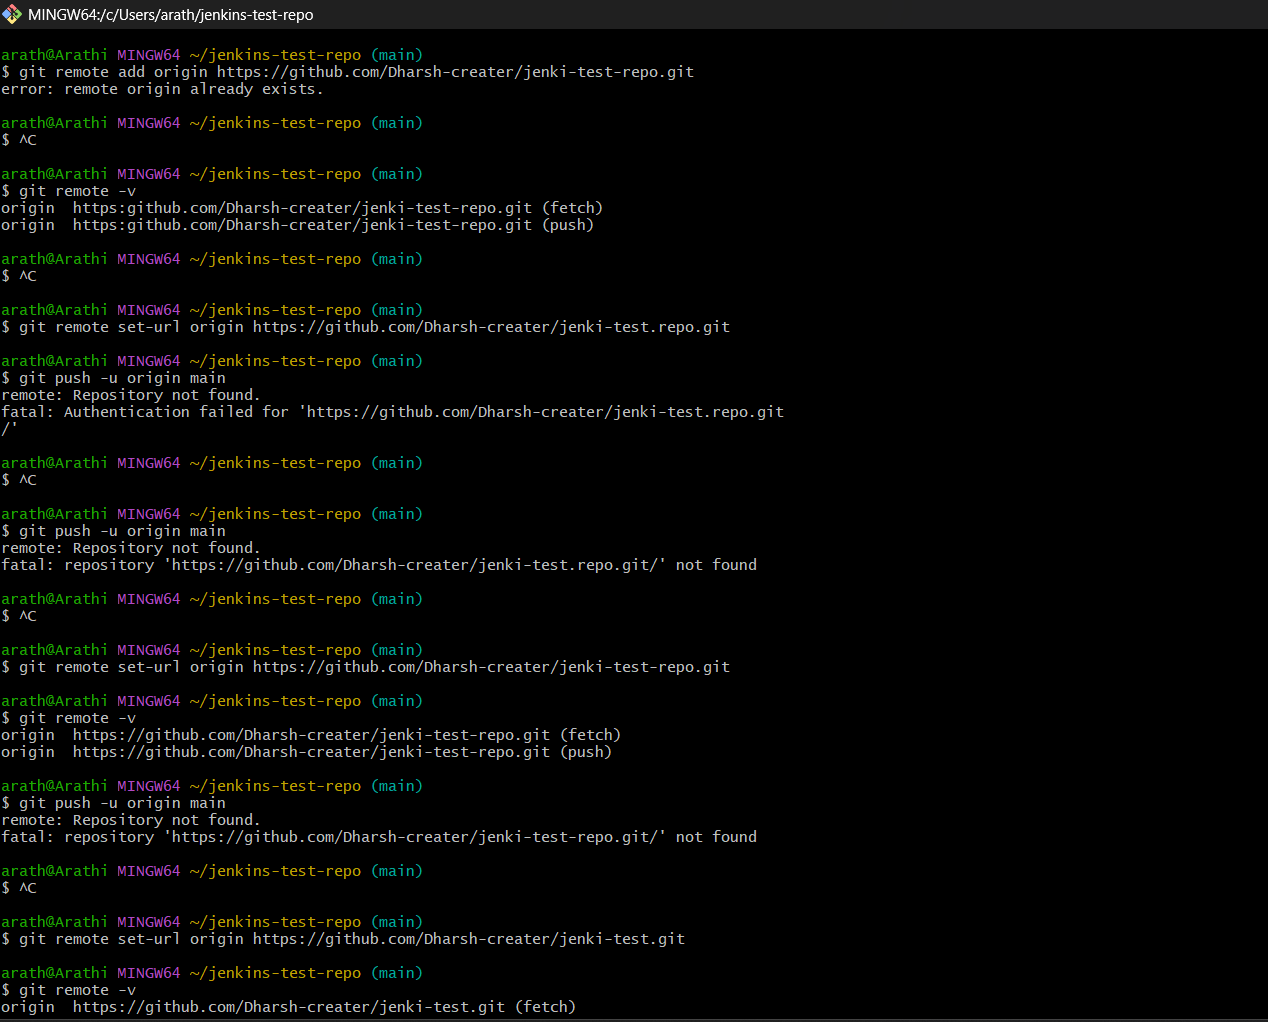 MINGW64:/c/Users/arath/jenkins-test-repo
arath@Arathi MINGW64 ~/jenkins-test-repo (main)
$ git remote add origin https://github.com/Dharsh-creater/jenki-test-repo.git
error: remote origin already exists.
arath@Arathi MINGW64 ~/jenkins-test-repo (main)
$ ^C
arath@Arathi MINGW64 ~/jenkins-test-repo (main)
$ git remote -v
origin  https:github.com/Dharsh-creater/jenki-test-repo.git (fetch)
origin  https:github.com/Dharsh-creater/jenki-test-repo.git (push)
arath@Arathi MINGW64 ~/jenkins-test-repo (main)
$ ^C
arath@Arathi MINGW64 ~/jenkins-test-repo (main)
$ git remote set-url origin https://github.com/Dharsh-creater/jenki-test.repo.git
arath@Arathi MINGW64 ~/jenkins-test-repo (main)
$ git push -u origin main
remote: Repository not found.
fatal: Authentication failed for 'https://github.com/Dharsh-creater/jenki-test.repo.git
/'
arath@Arathi MINGW64 ~/jenkins-test-repo (main)
$ ^C
arath@Arathi MINGW64 ~/jenkins-test-repo (main)
$ git push -u origin main
remote: Repository not found.
fatal: repository 'https://github.com/Dharsh-creater/jenki-test.repo.git/' not found
arath@Arathi MINGW64 ~/jenkins-test-repo (main)
$ ^C
arath@Arathi MINGW64 ~/jenkins-test-repo (main)
$ git remote set-url origin https://github.com/Dharsh-creater/jenki-test-repo.git
arath@Arathi MINGW64 ~/jenkins-test-repo (main)
$ git remote -v
origin  https://github.com/Dharsh-creater/jenki-test-repo.git (fetch)
origin  https://github.com/Dharsh-creater/jenki-test-repo.git (push)
arath@Arathi MINGW64 ~/jenkins-test-repo (main)
$ git push -u origin main
remote: Repository not found.
fatal: repository 'https://github.com/Dharsh-creater/jenki-test-repo.git/' not found
arath@Arathi MINGW64 ~/jenkins-test-repo (main)
$ ^C
arath@Arathi MINGW64 ~/jenkins-test-repo (main)
$ git remote set-url origin https://github.com/Dharsh-creater/jenki-test.git
arath@Arathi MINGW64 ~/jenkins-test-repo (main)
$ git remote -v
origin  https://github.com/Dharsh-creater/jenki-test.git (fetch)